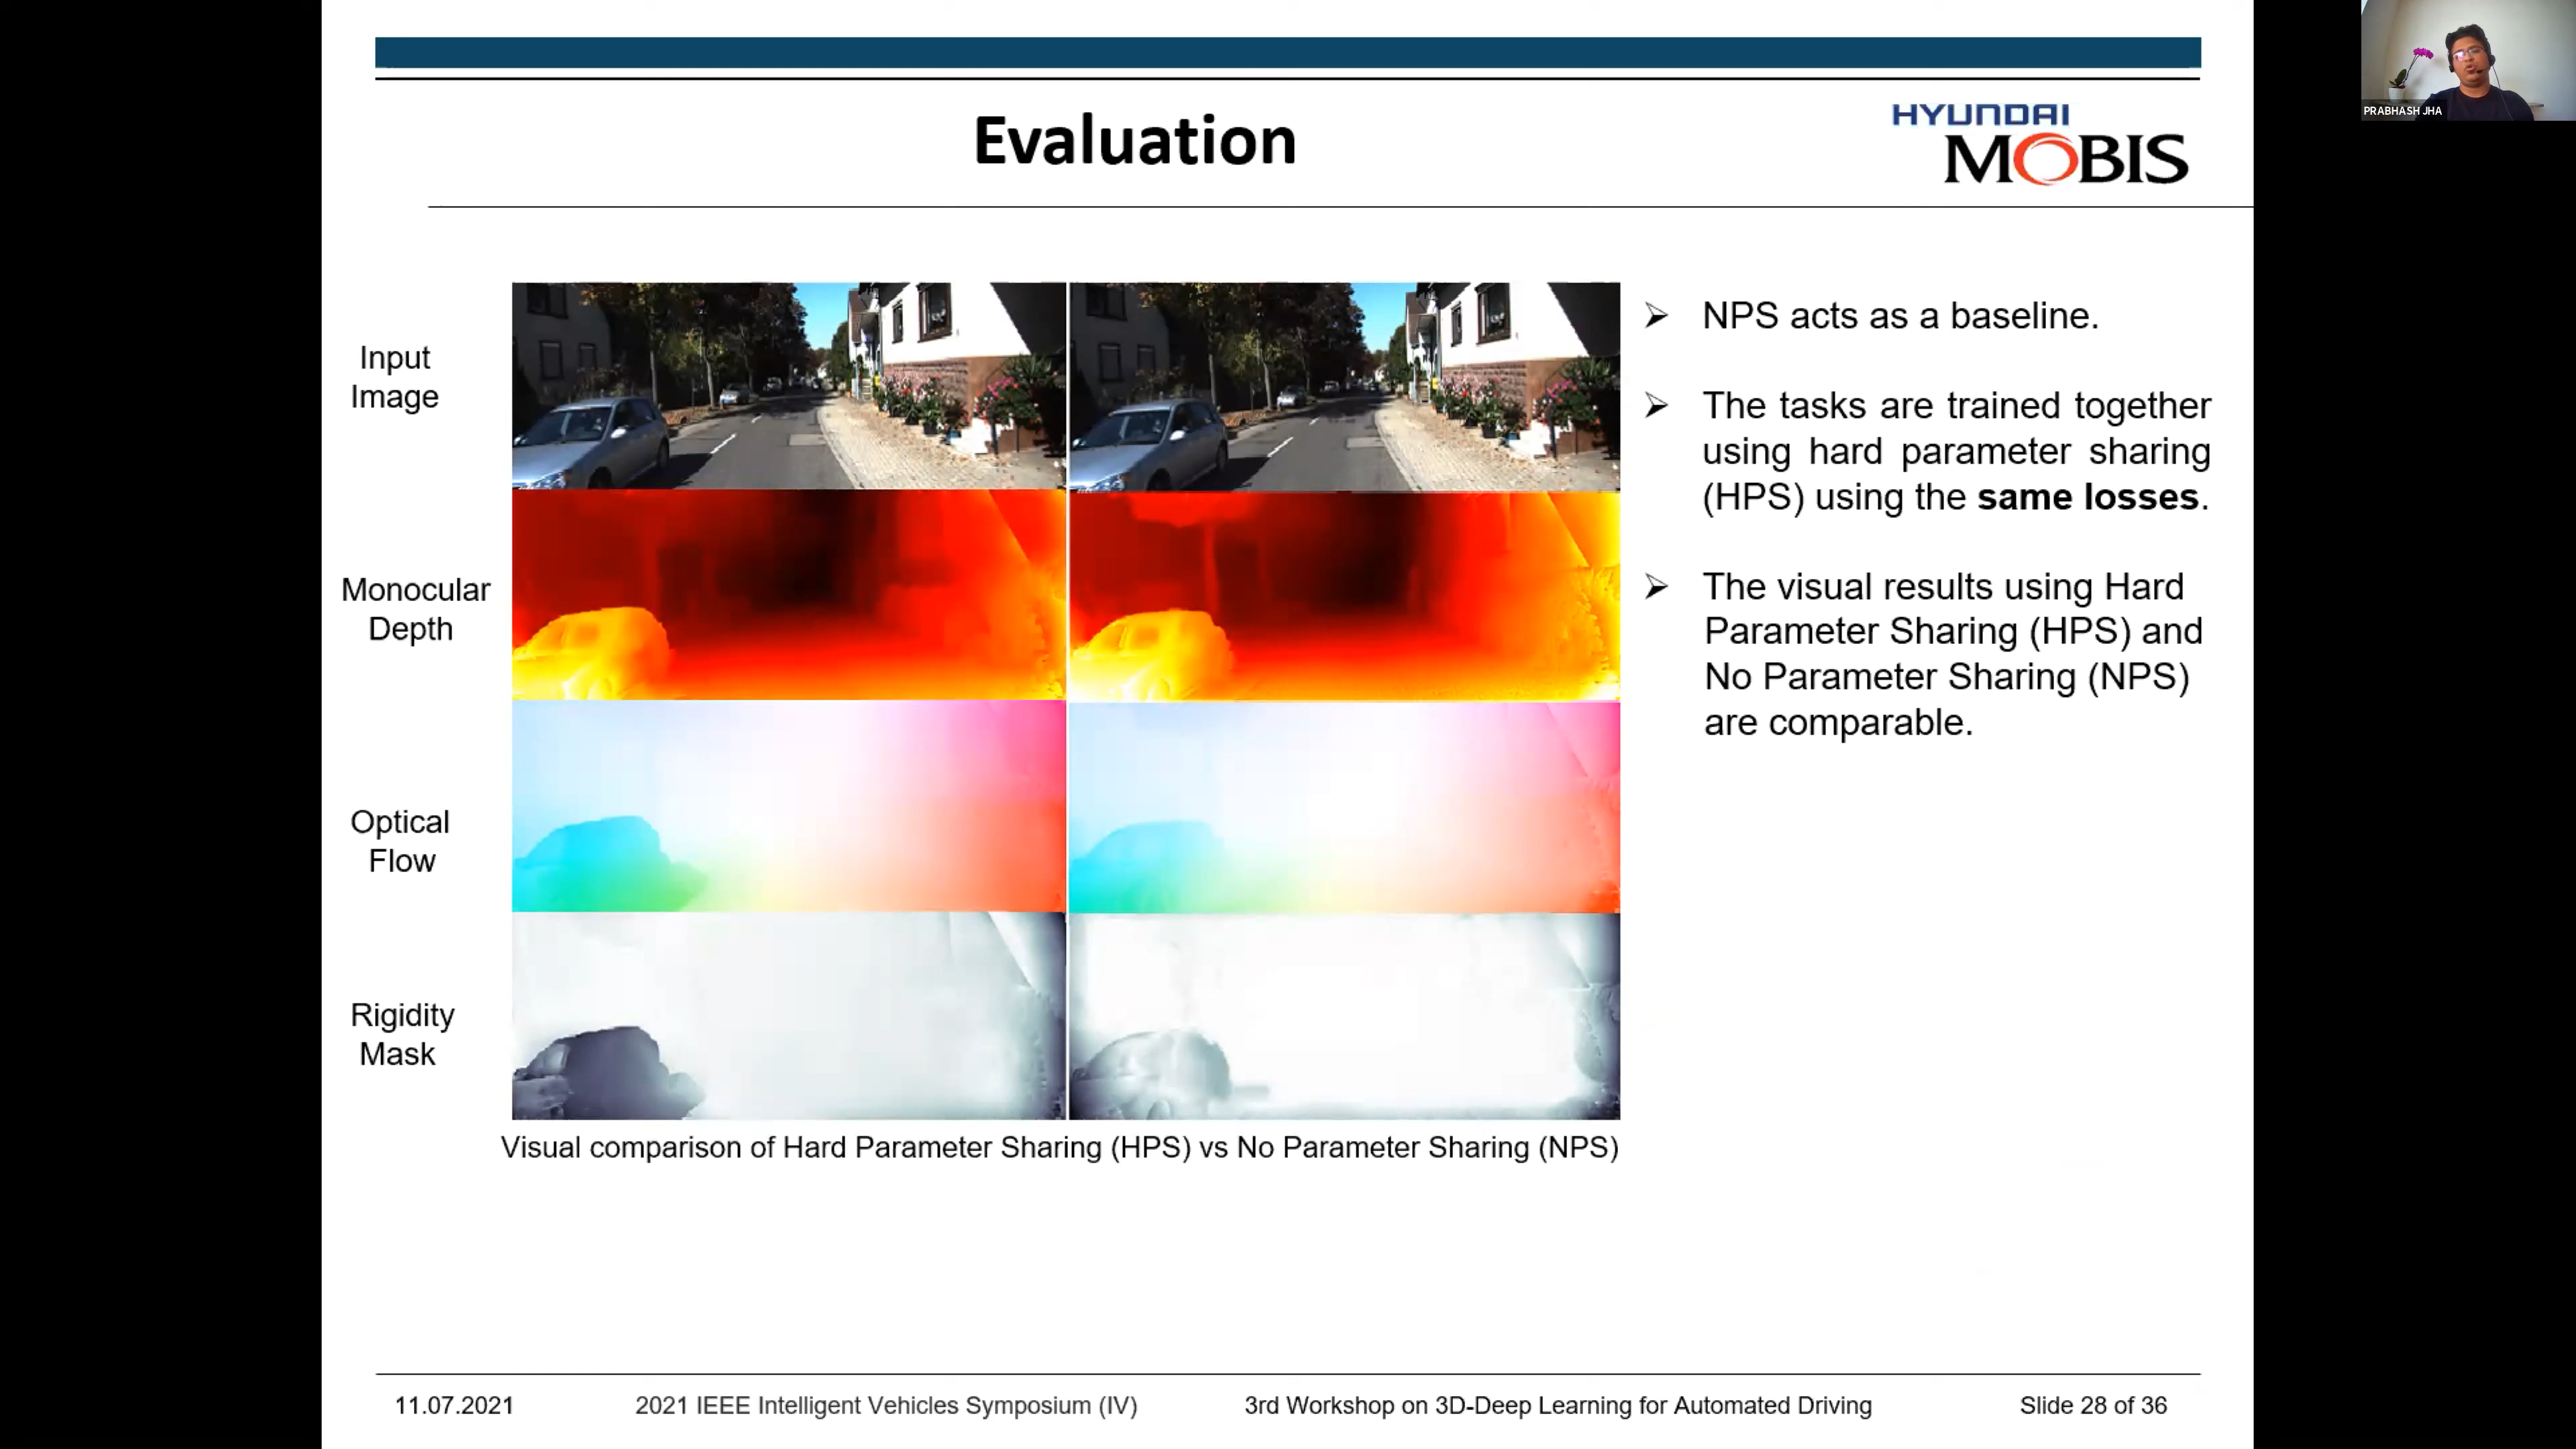 PRABHASH JHA
Evaluation
HYUNDAI
MOBIS
Input
Image
Monocular
Depth
Optical
Flow
Rigidity
Mask
Visual comparison of Hard Parameter Sharing (HPS) vs No Parameter Sharing (NPS)
NPS acts as a baseline.
The tasks are trained together
using hard parameter sharing
(HPS) using the same losses.
The visual results using Hard
Parameter Sharing (HPS) and
No Parameter Sharing (NPS)
are comparable.
11.07.2021
2021 IEEE Intelligent Vehicles Symposium (IV)
3rd Workshop on 3D-Deep Learning for Automated Driving
Slide 28 of 36